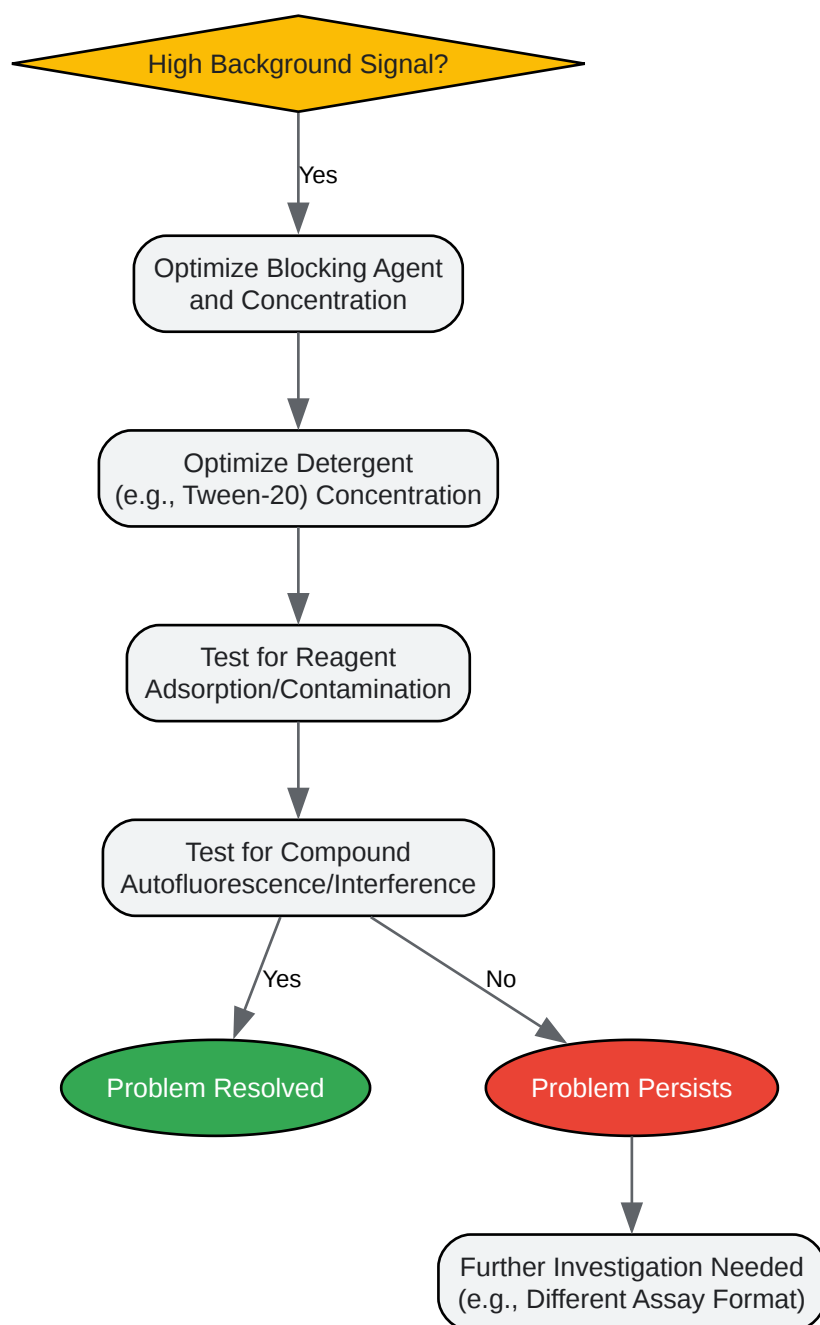 High Background Signal?
Yes
Optimize Blocking Agent
and Concentration
Optimize Detergent
(e.g., Tween-20) Concentration
Test for Reagent
Adsorption/Contamination
Test for Compound
Autofluorescence/Interference
Yes
No
Problem Resolved
Problem Persists
Further Investigation Needed
(e.g., Different Assay Format)